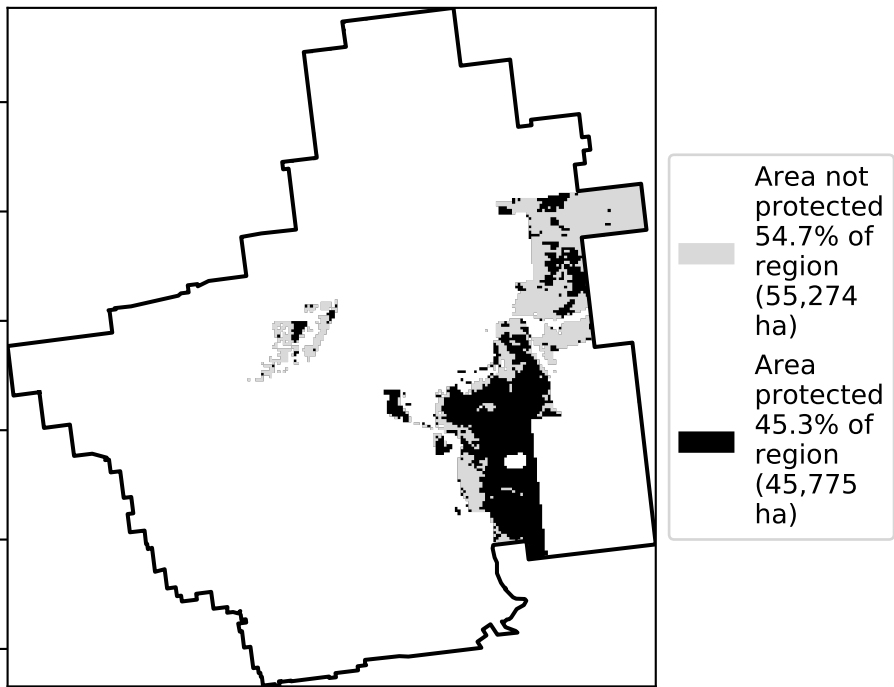 Area not
protected
54.7% of
region
(55,274
ha)
Area
protected
45.3% of
region
(45,775
ha)